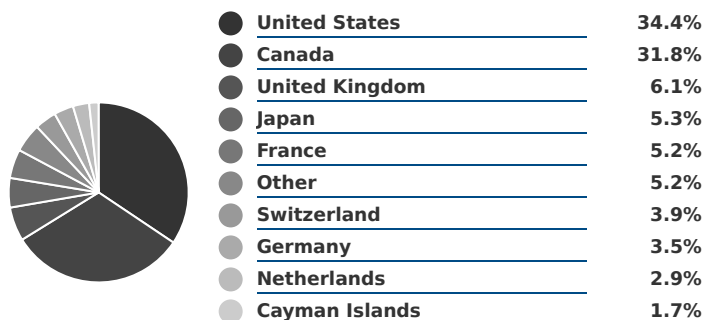 United States 34.4%
Canada 31.8%
United Kingdom 6.1%
Japan 5.3%
France 5.2%
Other 5.2%
Switzerland 3.9%
Germany 3.5%
Netherlands 2.9%
Cayman Islands 1.7%